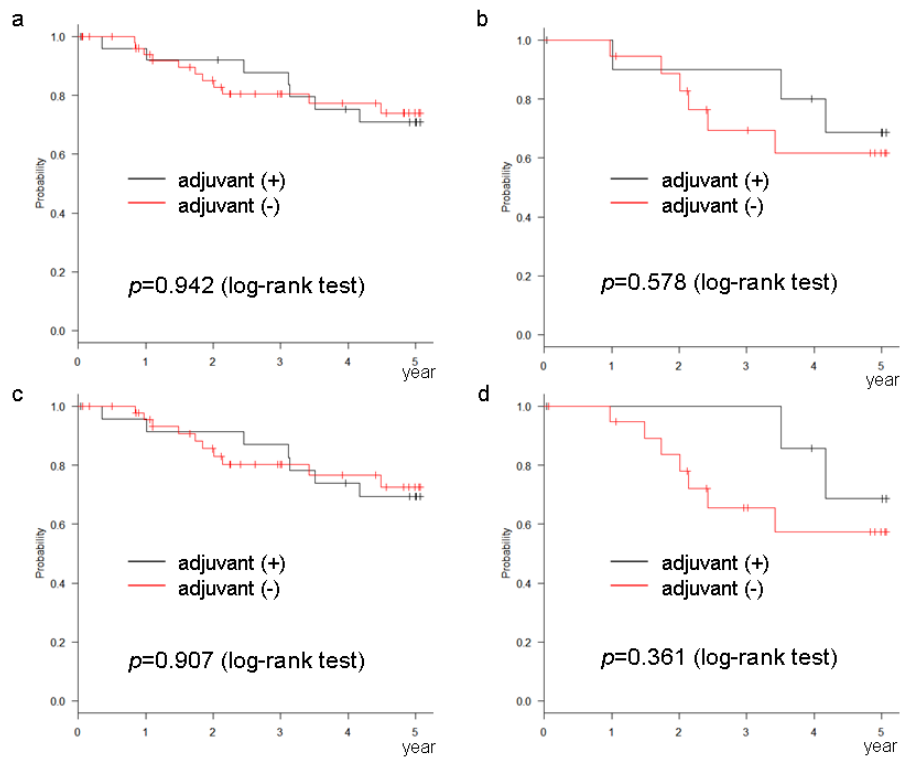 a
1.0
0.8
0.6
0.4
0.2
0.0
Probability
adjuvant (+)
adjuvant (-)
p=0.942 (log-rank test)
0 1 2 3 4 5
year
b
1.0
0.8
0.6
0.4
0.2
0.0
Probability
adjuvant (+)
adjuvant (-)
p=0.578 (log-rank test)
0 1 2 3 4 5
year
c
1.0
0.8
0.6
0.4
0.2
0.0
Probability
adjuvant (+)
adjuvant (-)
p=0.907 (log-rank test)
0 1 2 3 4 5
year
d
1.0
0.8
0.6
0.4
0.2
0.0
Probability
adjuvant (+)
adjuvant (-)
p=0.361 (log-rank test)
0 1 2 3 4 5
year